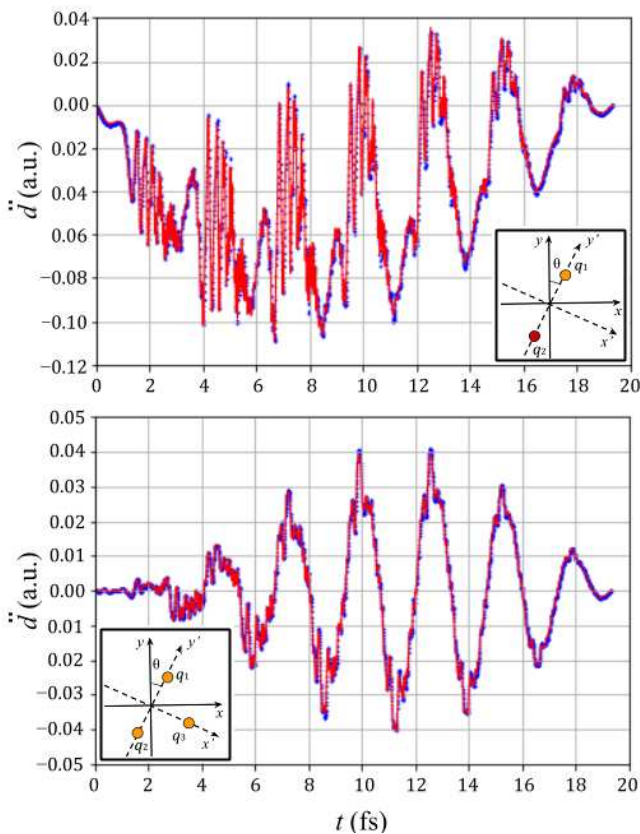 0.04
0.02
0.00
0.02
0.04
0.06
−0.08
−0.10
−0.12
d̈ (a.u.)
0 2 4 6 8 10 12 14 16 18 20
y y′
θ q₁
x
q₂ x′
0.05
0.04
0.03
0.02
0.01
0.00
−0.01
0.02
−0.03
−0.04
−0.05
d̈ (a.u.)
y y′
θ q₁
x
q₂ q₃ x′
0 2 4 6 8 10 12 14 16 18 20
t (fs)